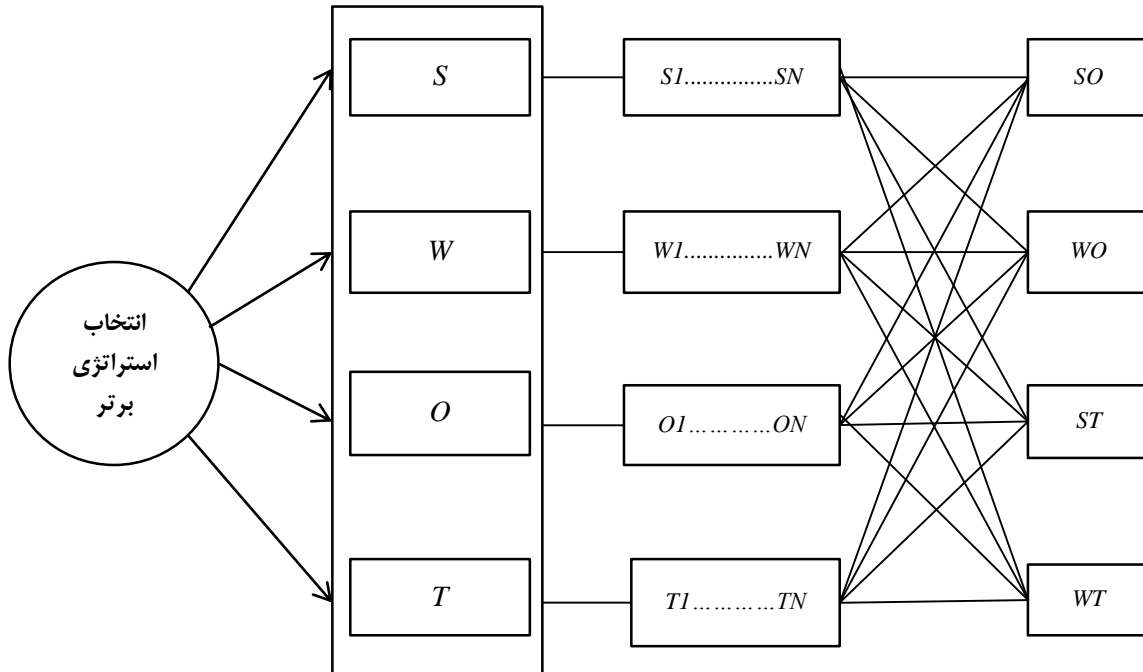 S
S1...............SN
SO
W
W1...............WN
WO
انتخاب
استراتژی
برتر
O
O1…………ON
ST
T
T1…………TN
WT